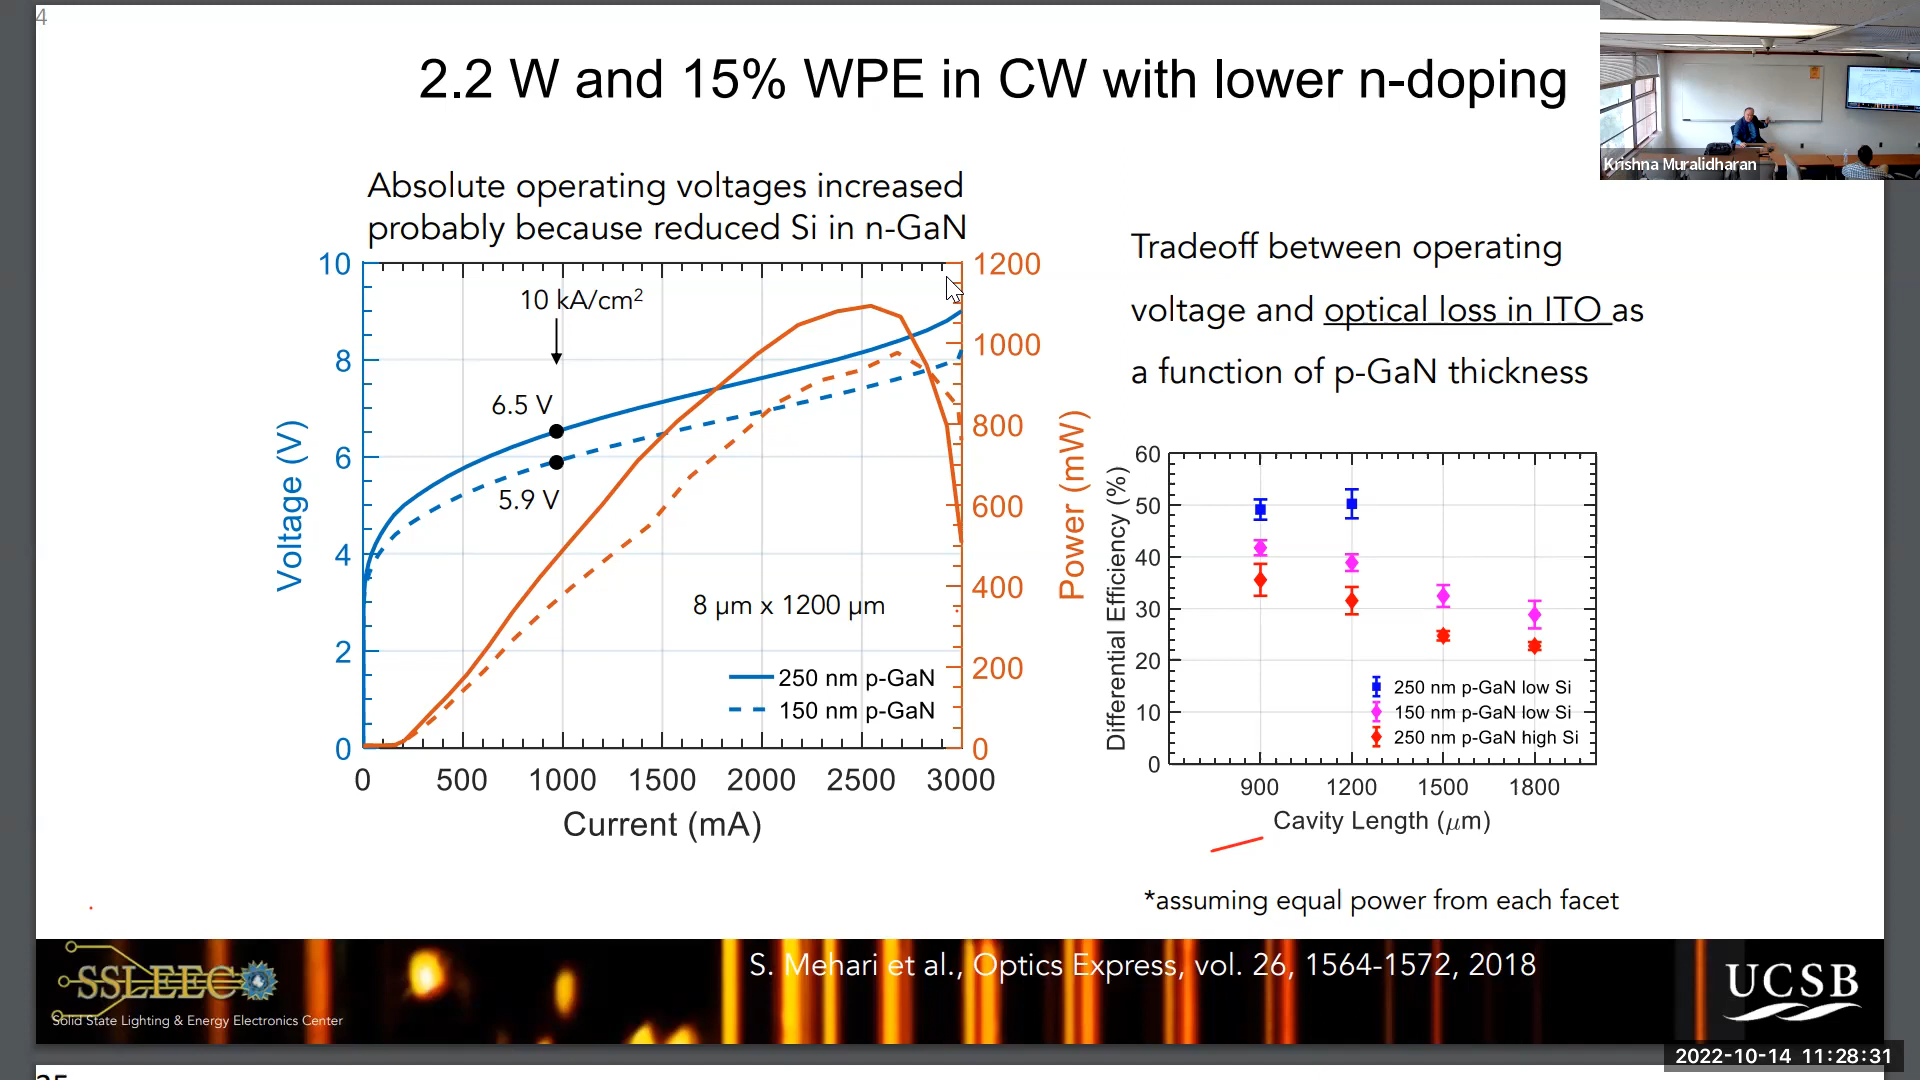 4
2.2 W and 15% WPE in CW with lower n-doping
Krishna Muralidharan
Absolute operating voltages increased
probably because reduced Si in n-GaN
10
8
6
4
2
0
Voltage (V)
10 kA/cm²
6.5 V
5.9 V
8 µm x 1200 µm
250 nm p-GaN
150 nm p-GaN
1200
1000
800
600
400
200
0
Power (mW)
0 500 1000 1500 2000 2500 3000
Current (mA)
Tradeoff between operating
voltage and optical loss in ITO as
a function of p-GaN thickness
60
50
40
30
20
10
0
Differential Efficiency (%)
250 nm p-GaN low Si
150 nm p-GaN low Si
250 nm p-GaN high Si
900 1200 1500 1800
Cavity Length (µm)
*assuming equal power from each facet
SSLEEC
Solid State Lighting & Energy Electronics Center
S. Mehari et al., Optics Express, vol. 26, 1564-1572, 2018
UCSB
2022-10-14 11:28:31